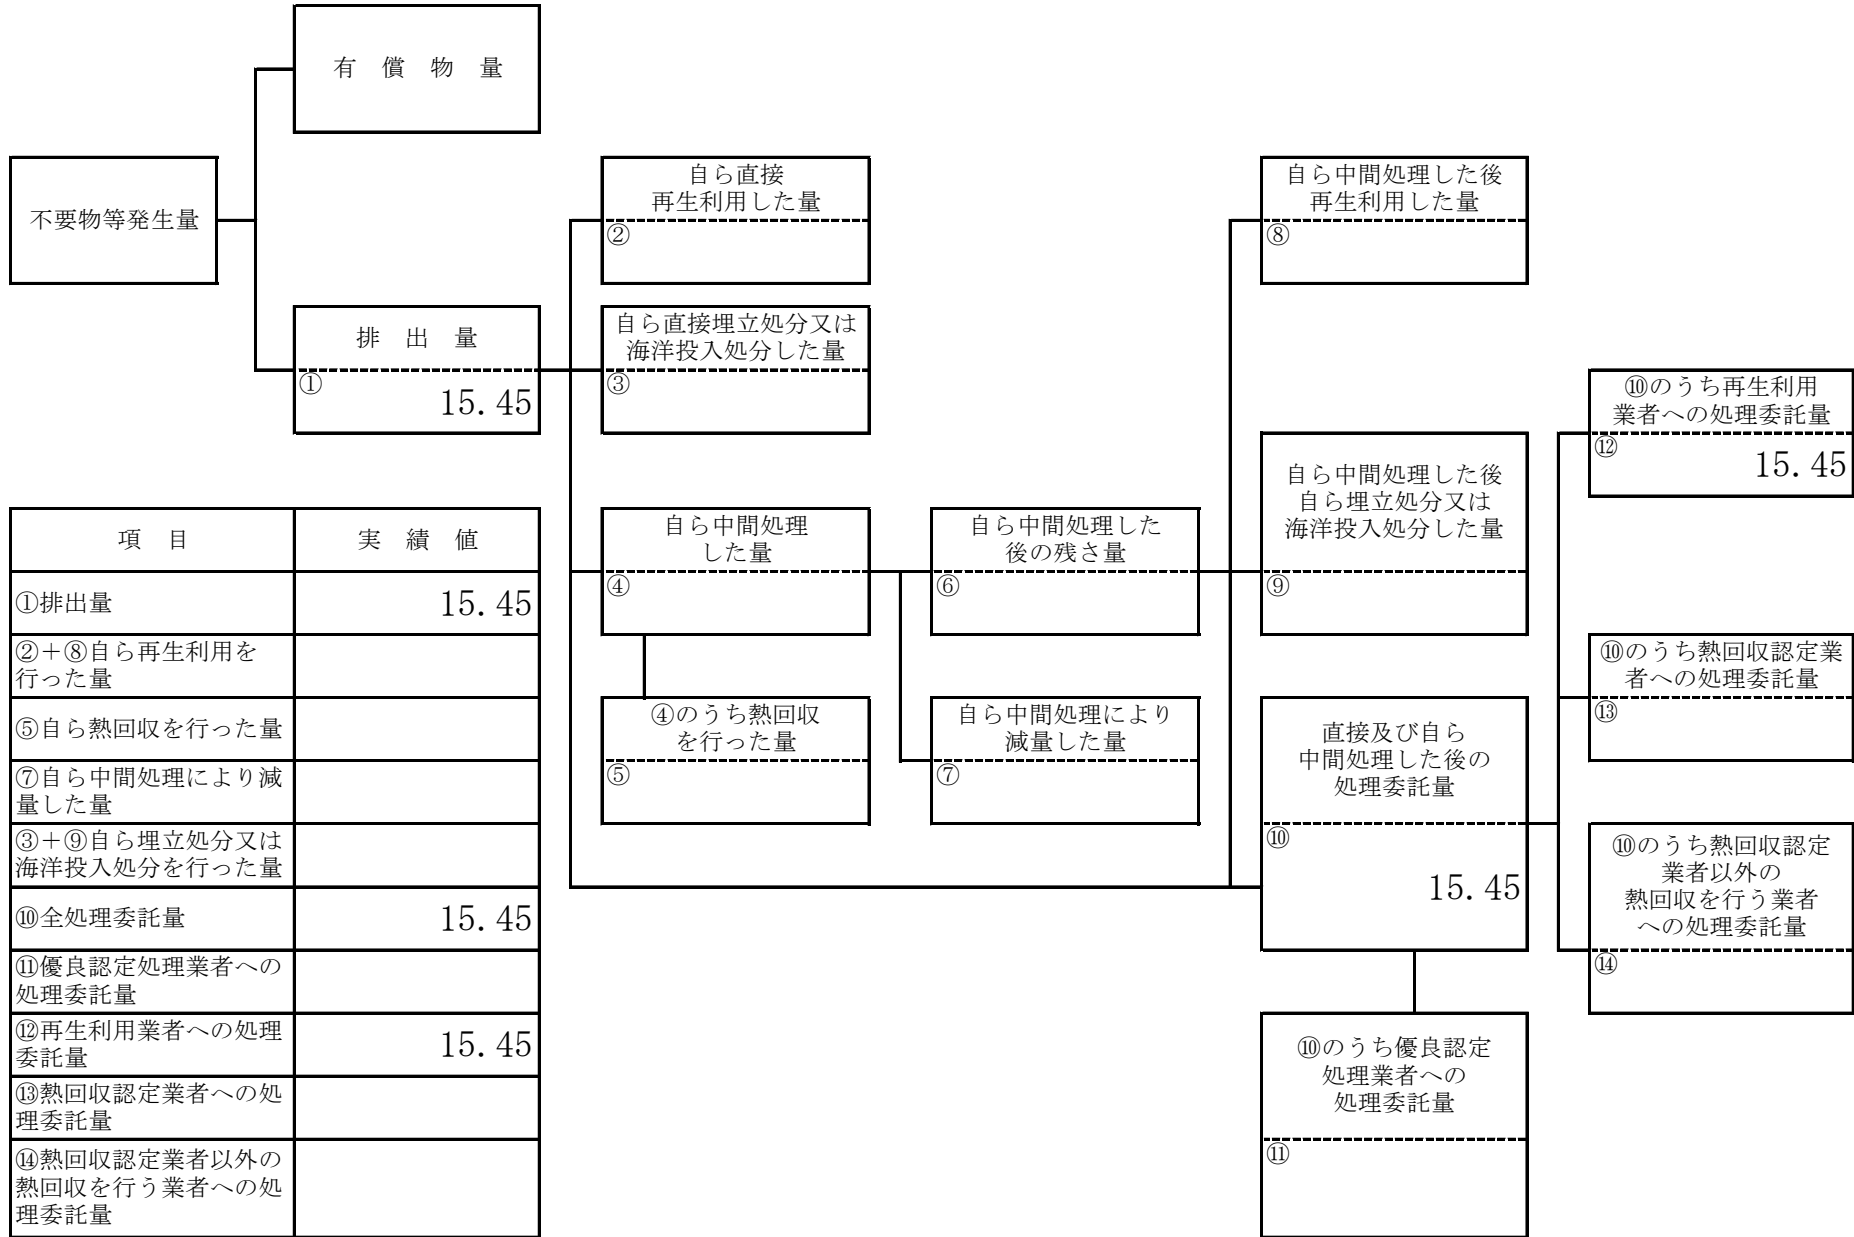 有　償　物　量
不要物等発生量
自ら直接
再生利用した量
②
自ら中間処理した後
再生利用した量
⑧
排　出　量
①
15.45
自ら直接埋立処分又は
海洋投入処分した量
③
⑩のうち再生利用
業者への処理委託量
⑫
15.45
自ら中間処理した後
自ら埋立処分又は
海洋投入処分した量
⑨
自ら中間処理
した量
④
自ら中間処理した
後の残さ量
⑥
⑩のうち熱回収認定業
者への処理委託量
⑬
④のうち熱回収
を行った量
⑤
自ら中間処理により
減量した量
⑦
直接及び自ら
中間処理した後の
処理委託量
⑩
15.45
⑩のうち熱回収認定
業者以外の
熱回収を行う業者
への処理委託量
⑭
⑩のうち優良認定
処理業者への
処理委託量
⑪
項　目　実　績　値
①排出量　15.45
②＋⑧自ら再生利用を
行った量
⑤自ら熱回収を行った量
⑦自ら中間処理により減
量した量
③＋⑨自ら埋立処分又は
海洋投入処分を行った量
⑩全処理委託量　15.45
⑪優良認定処理業者への
処理委託量
⑫再生利用業者への処理
委託量　15.45
⑬熱回収認定業者への処
理委託量
⑭熱回収認定業者以外の
熱回収を行う業者への処
理委託量